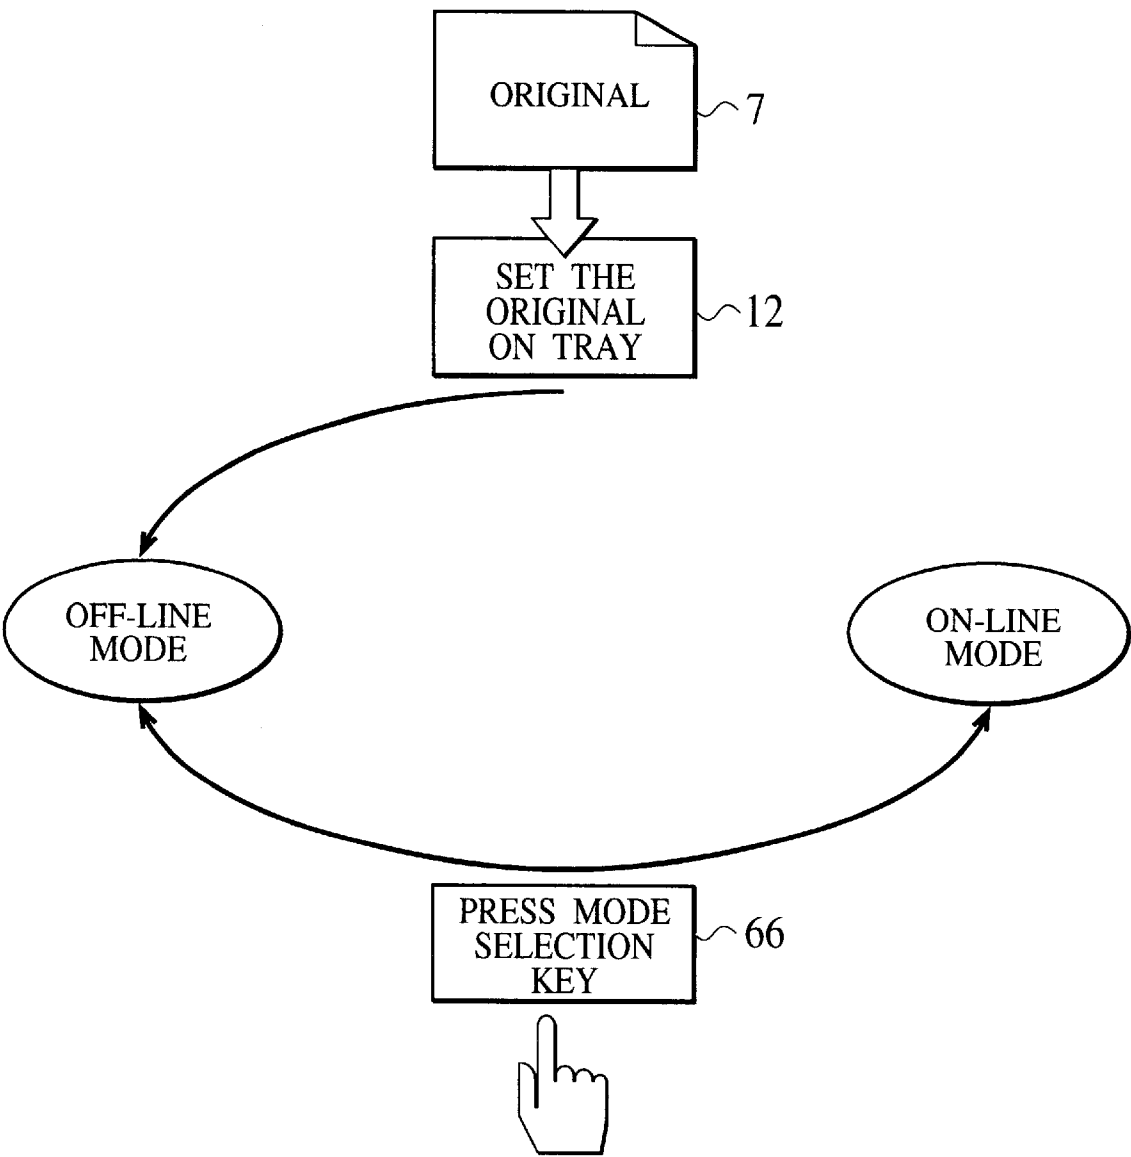 ORIGINAL
7
SET THE
ORIGINAL
ON TRAY
12
OFF-LINE
MODE
ON-LINE
MODE
PRESS MODE
SELECTION
KEY
66